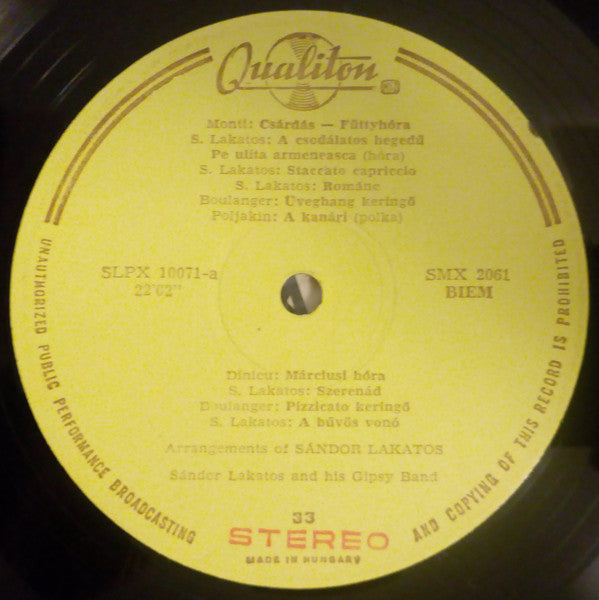 Qualiton
Monti: Csárdás — Füttyhóra
S. Lakatos: A csodálatos hegedű
Pe ulita armeneasca (hóra)
S. Lakatos: Staccato capriccio
S. Lakatos: Románc
Boulanger: Üveghang keringő
Poljakin: A kanári (polka)
SLPX 10071-a
22'02"
SMX 2061
BIEM
Dinicu: Márciusi hóra
S. Lakatos: Szerenád
Boulanger: Pizzicato keringő
S. Lakatos: A bűvös vonó
Arrangements of SÁNDOR LAKATOS
Sándor Lakatos and his Gipsy Band
33
STEREO
MADE IN HUNGARY
UNAUTHORIZED PUBLIC PERFORMANCE BROADCASTING AND COPYING OF THIS RECORD IS PROHIBITED